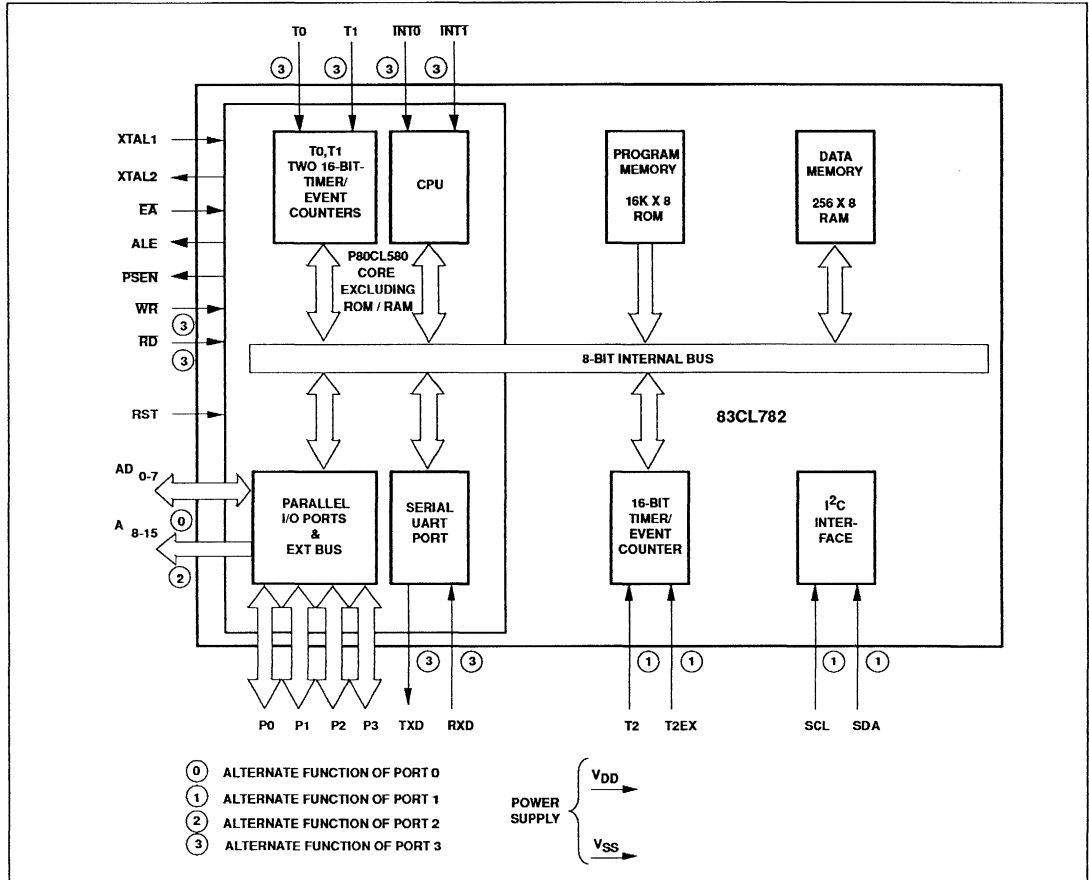 T0 T1 INT0 INT1
3 3 3 3
XTAL1
XTAL2
EA
ALE
PSEN
WR
3
RD
3
RST
AD 0-7
0
A 8-15
2
T0,T1
TWO 16-BIT-
TIMER/
EVENT
COUNTERS
CPU
P80CL580
CORE
EXCLUDING
ROM / RAM
PROGRAM
MEMORY
16K X 8
ROM
DATA
MEMORY
256 X 8
RAM
8-BIT INTERNAL BUS
83CL782
PARALLEL
I/O PORTS
&
EXT BUS
SERIAL
UART
PORT
16-BIT
TIMER/
EVENT
COUNTER
I²C
INTER-
FACE
3 3 1 1 1 1
P0 P1 P2 P3 TXD RXD T2 T2EX SCL SDA
0 ALTERNATE FUNCTION OF PORT 0
1 ALTERNATE FUNCTION OF PORT 1
2 ALTERNATE FUNCTION OF PORT 2
3 ALTERNATE FUNCTION OF PORT 3
POWER
SUPPLY
VDD
VSS